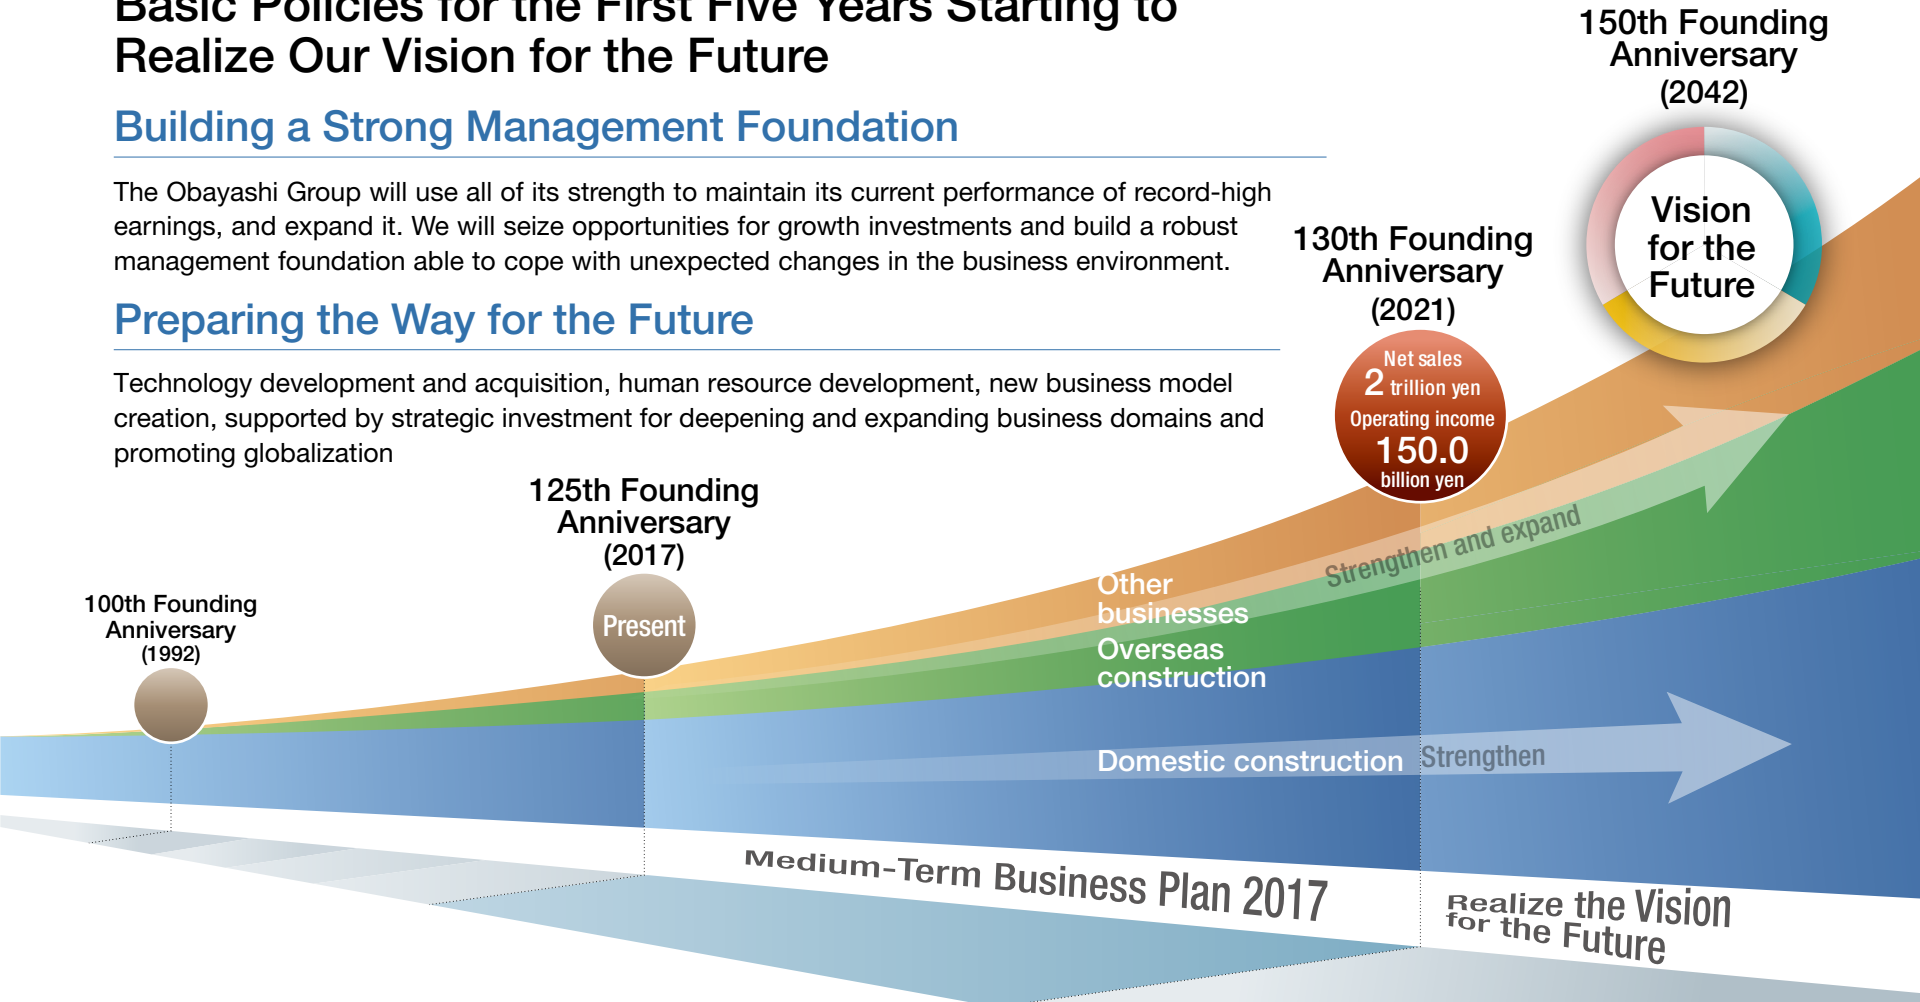 Basic Policies for the First Five Years Starting to
Realize Our Vision for the Future
Building a Strong Management Foundation
The Obayashi Group will use all of its strength to maintain its current performance of record-high
earnings, and expand it. We will seize opportunities for growth investments and build a robust
management foundation able to cope with unexpected changes in the business environment.
Preparing the Way for the Future
Technology development and acquisition, human resource development, new business model
creation, supported by strategic investment for deepening and expanding business domains and
promoting globalization
100th Founding
Anniversary
(1992)
125th Founding
Anniversary
(2017)
Present
130th Founding
Anniversary
(2021)
Net sales
2 trillion yen
Operating income
150.0
billion yen
150th Founding
Anniversary
(2042)
Vision
for the
Future
Other
businesses
Overseas
construction
Strengthen and expand
Domestic construction
Strengthen
Medium-Term Business Plan 2017
Realize the Vision
for the Future